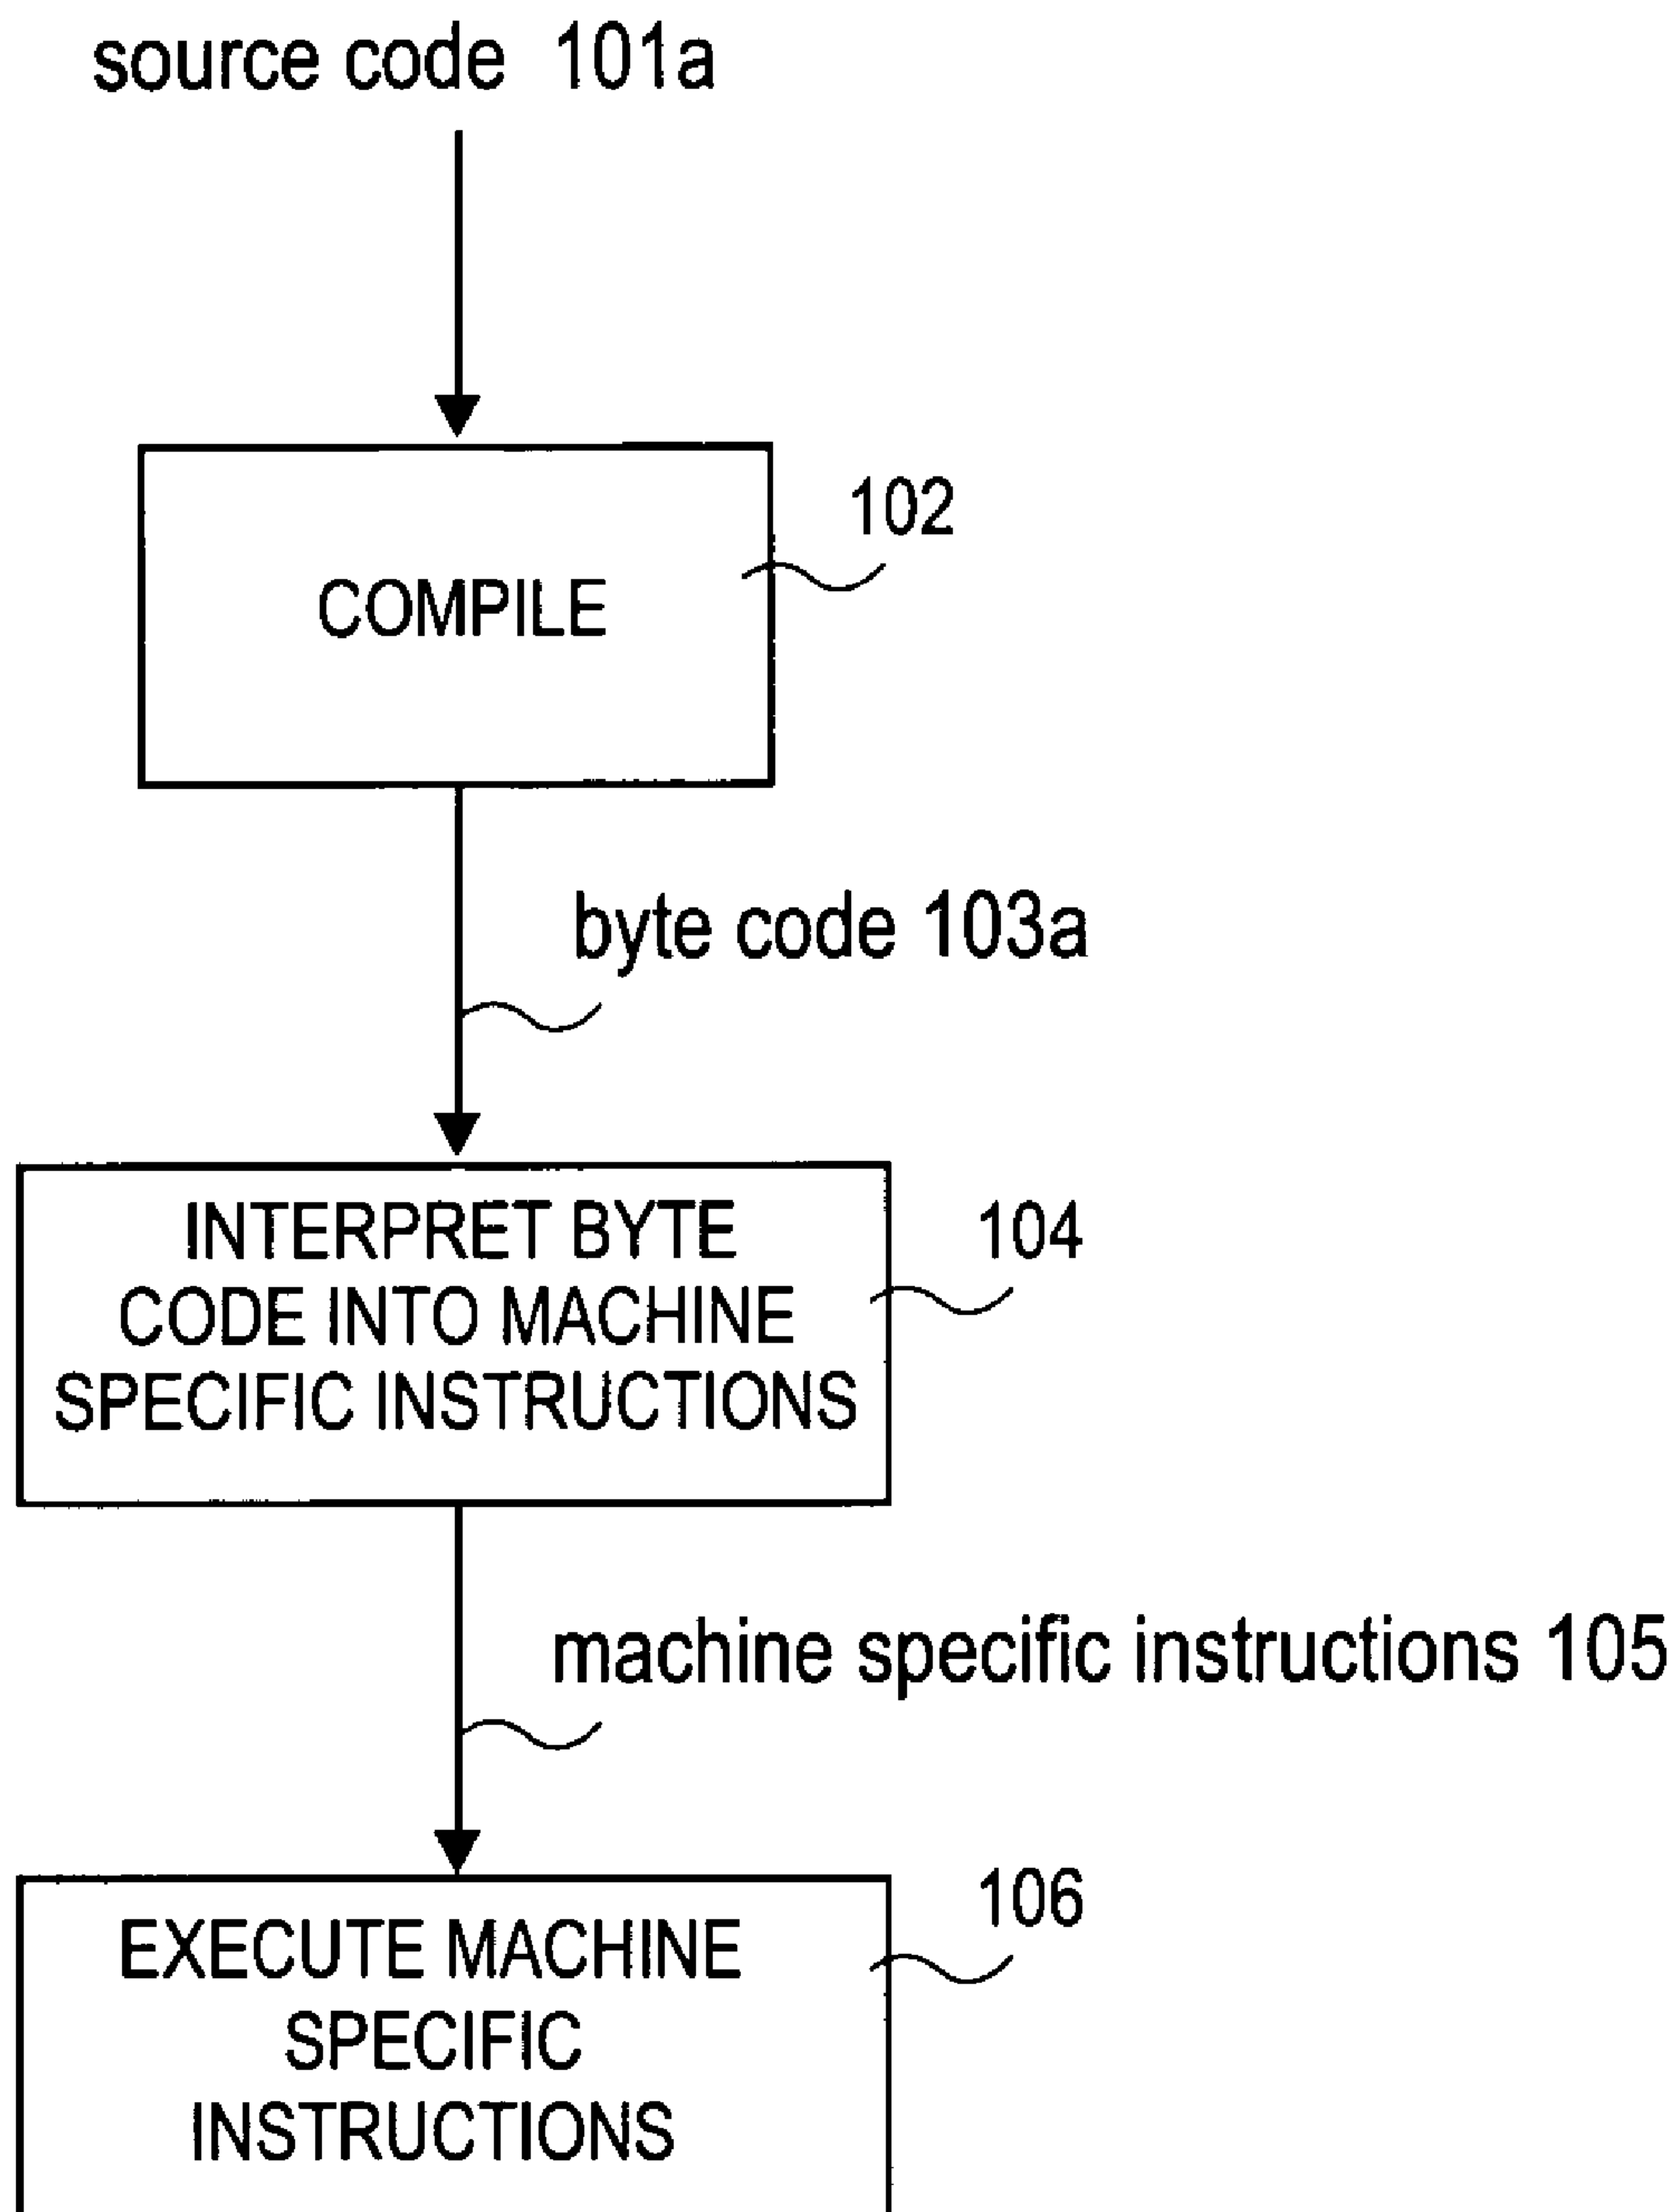 source code 101a
102
COMPILE
byte code 103a
INTERPRET BYTE
104
CODE INTO MACHINE
SPECIFIC INSTRUCTIONS
machine specific instructions 105
106
EXECUTE MACHINE
SPECIFIC
INSTRUCTIONS